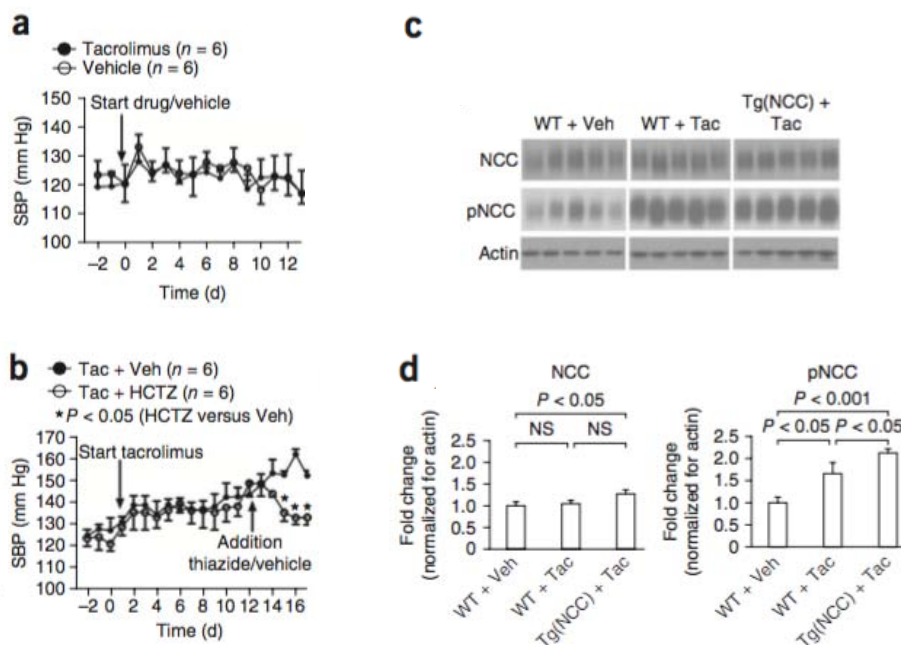 a
Tacrolimus (n = 6)
Vehicle (n = 6)
Start drug/vehicle
SBP (mm Hg)
150
140
130
120
110
100
–2 0 2 4 6 8 10 12
Time (d)
b
Tac + Veh (n = 6)
Tac + HCTZ (n = 6)
*P < 0.05 (HCTZ versus Veh)
Start tacrolimus
SBP (mm Hg)
170
160
150
140
130
120
110
100
Addition
thiazide/vehicle
* * *
–2 0 2 4 6 8 10 12 14 16
Time (d)
c
WT + Veh
WT + Tac
Tg(NCC) +
Tac
NCC
pNCC
Actin
d
NCC
P < 0.05
NS NS
Fold change
(normalized for actin)
2.5
2.0
1.5
1.0
0.5
0
WT + Veh
WT + Tac
Tg(NCC) + Tac
pNCC
P < 0.001
P < 0.05 P < 0.05
Fold change
(normalized for actin)
2.5
2.0
1.5
1.0
0.5
0
WT + Veh
WT + Tac
Tg(NCC) + Tac